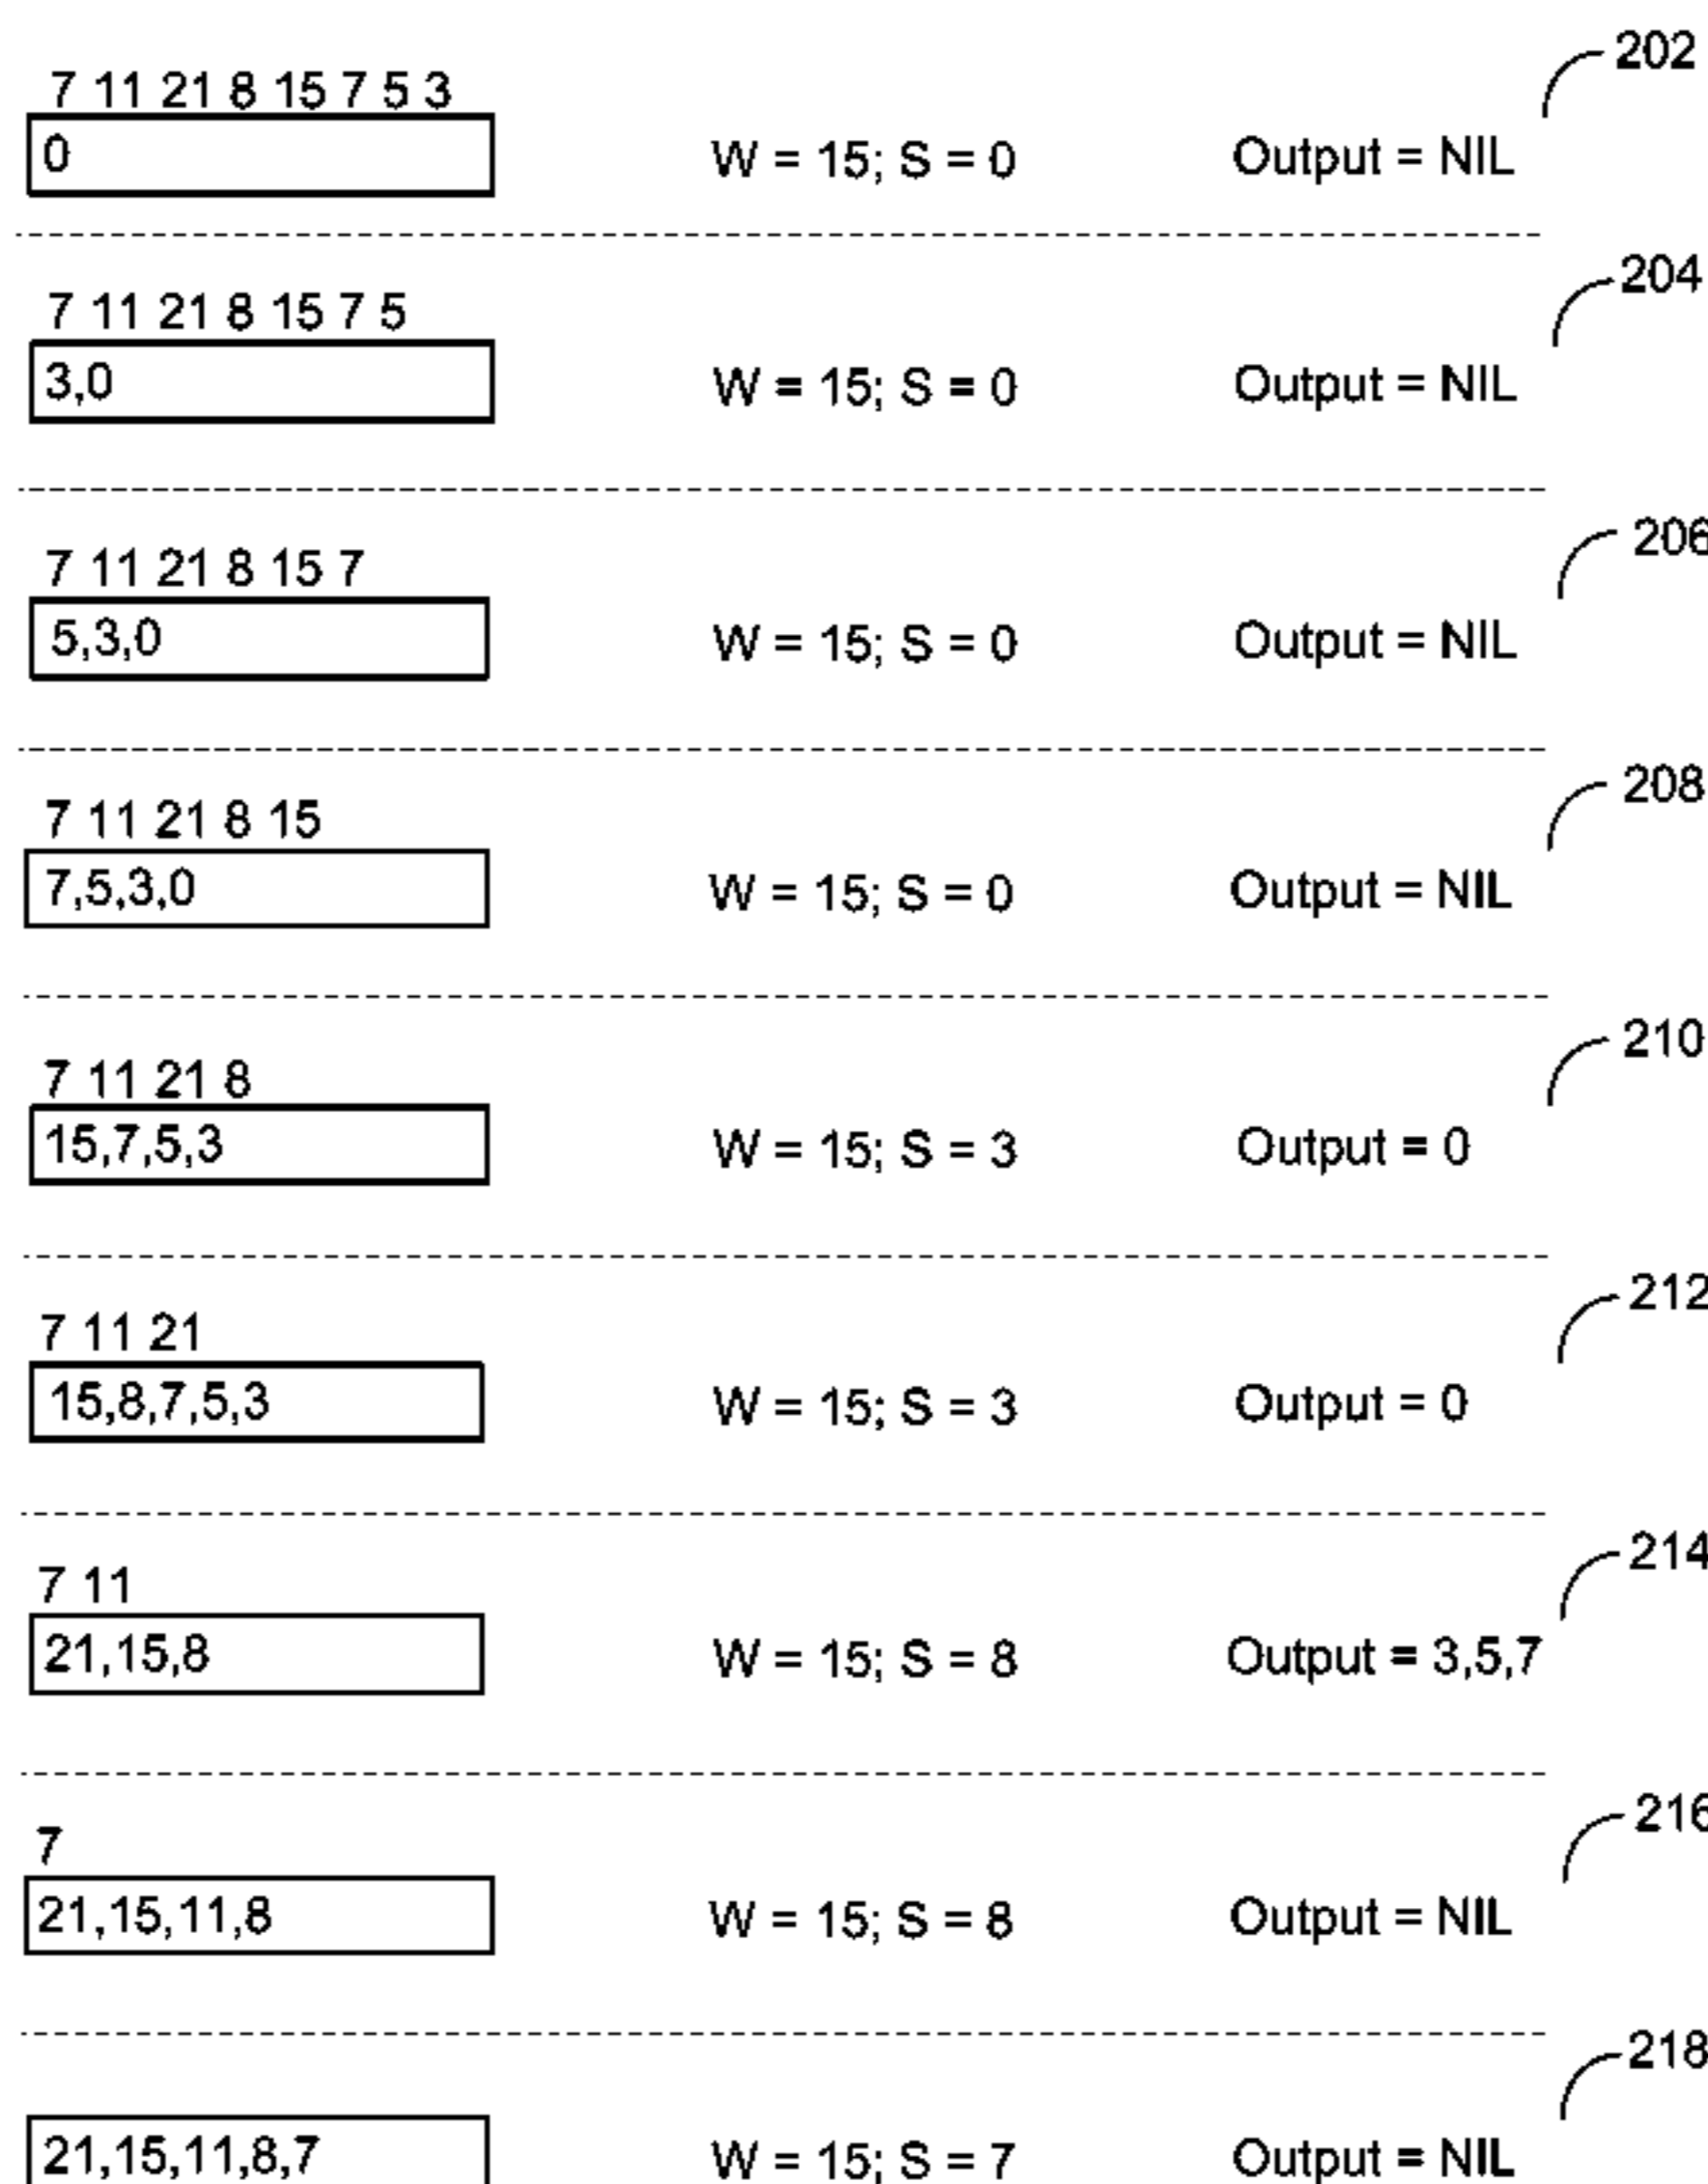 202
7 11 21 8 15 7 5 3
0 W = 15; S = 0 Output = NIL
204
7 11 21 8 15 7 5
3,0 W = 15; S = 0 Output = NIL
206
7 11 21 8 15 7
5,3,0 W = 15; S = 0 Output = NIL
208
7 11 21 8 15
7,5,3,0 W = 15; S = 0 Output = NIL
210
7 11 21 8
15,7,5,3 W = 15; S = 3 Output = 0
212
7 11 21
15,8,7,5,3 W = 15; S = 3 Output = 0
214
7 11
21,15,8 W = 15; S = 8 Output = 3,5,7
216
7
21,15,11,8 W = 15; S = 8 Output = NIL
218
21,15,11,8,7 W = 15; S = 7 Output = NIL